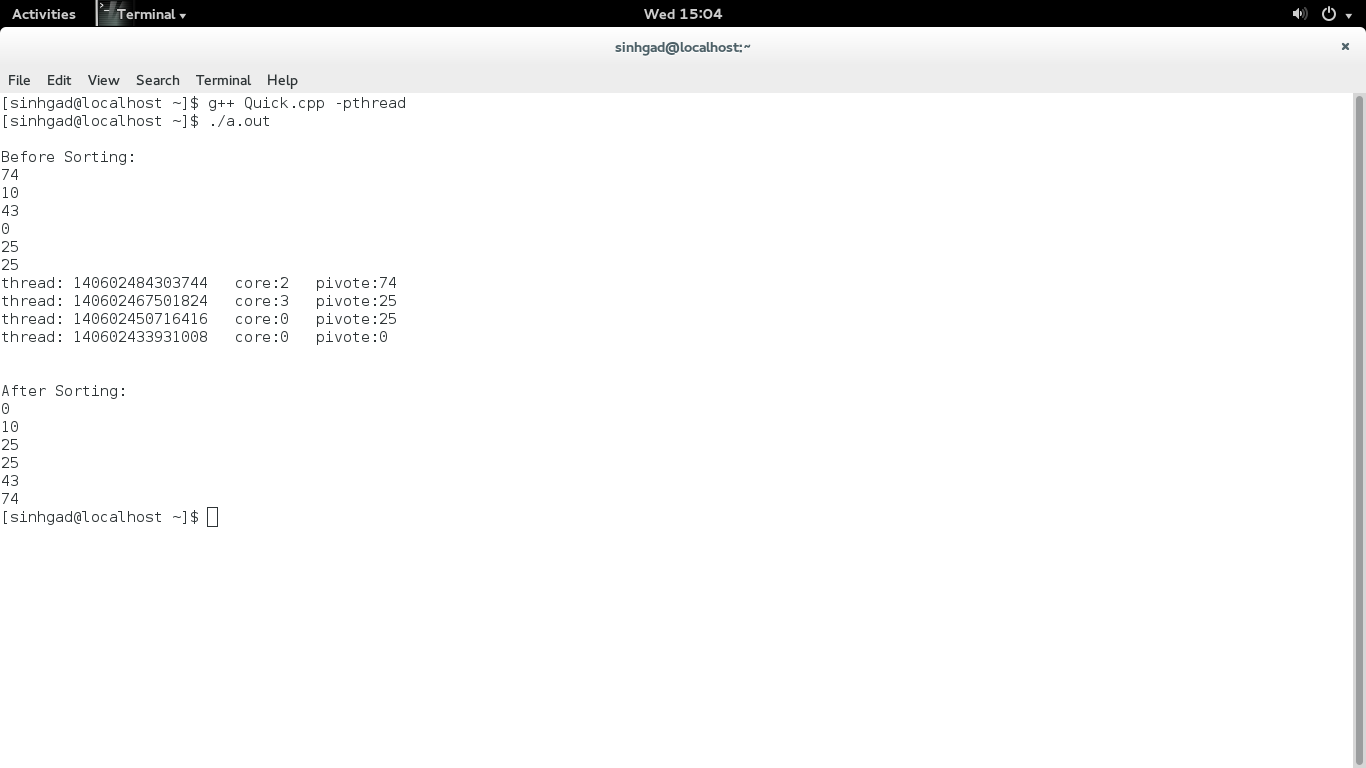 Activities Terminal Wed 15:04
sinhgad@localhost:~
File Edit View Search Terminal Help
[sinhgad@localhost ~]$ g++ Quick.cpp -pthread
[sinhgad@localhost ~]$ ./a.out
Before Sorting:
74
10
43
0
25
25
thread: 140602484303744   core:2   pivote:74
thread: 140602467501824   core:3   pivote:25
thread: 140602450716416   core:0   pivote:25
thread: 140602433931008   core:0   pivote:0
After Sorting:
0
10
25
25
43
74
[sinhgad@localhost ~]$